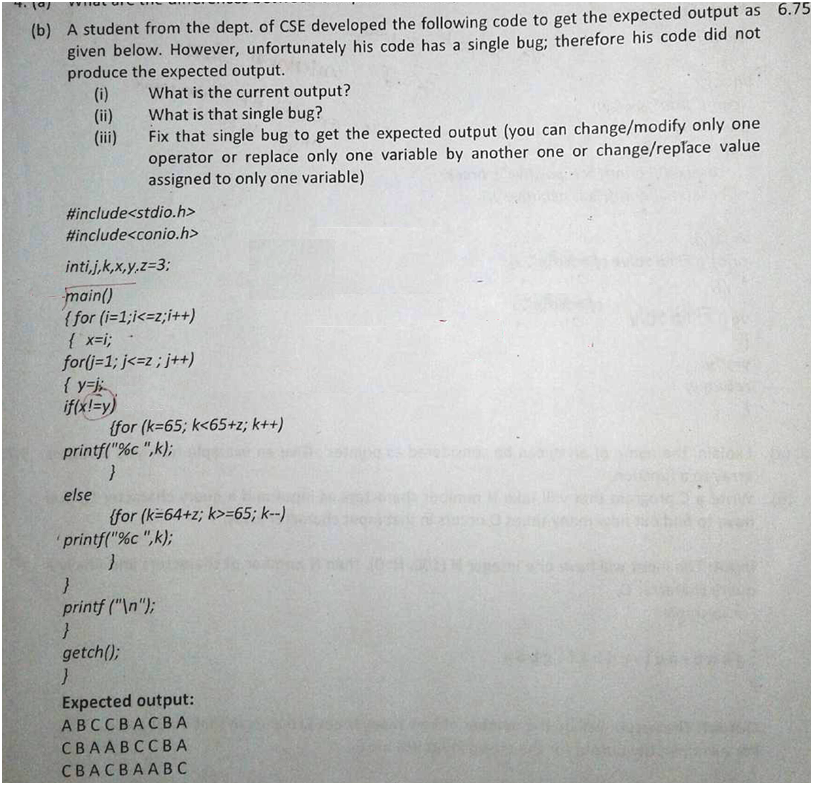 4. (a)
(b) A student from the dept. of CSE developed the following code to get the expected output as 6.75
given below. However, unfortunately his code has a single bug; therefore his code did not
produce the expected output.
(i) What is the current output?
(ii) What is that single bug?
(iii) Fix that single bug to get the expected output (you can change/modify only one
operator or replace only one variable by another one or change/replace value
assigned to only one variable)
#include<stdio.h>
#include<conio.h>
inti,j,k,x,y,z=3;
main()
{for (i=1;i<=z;i++)
{ x=i;
for(j=1; j<=z ; j++)
{ y=j;
if(x!=y)
{for (k=65; k<65+z; k++)
printf("%c ",k);
}
else
{for (k=64+z; k>=65; k--)
printf("%c ",k);
}
}
printf ("\n");
}
getch();
}
Expected output:
A B C C B A C B A
C B A A B C C B A
C B A C B A A B C